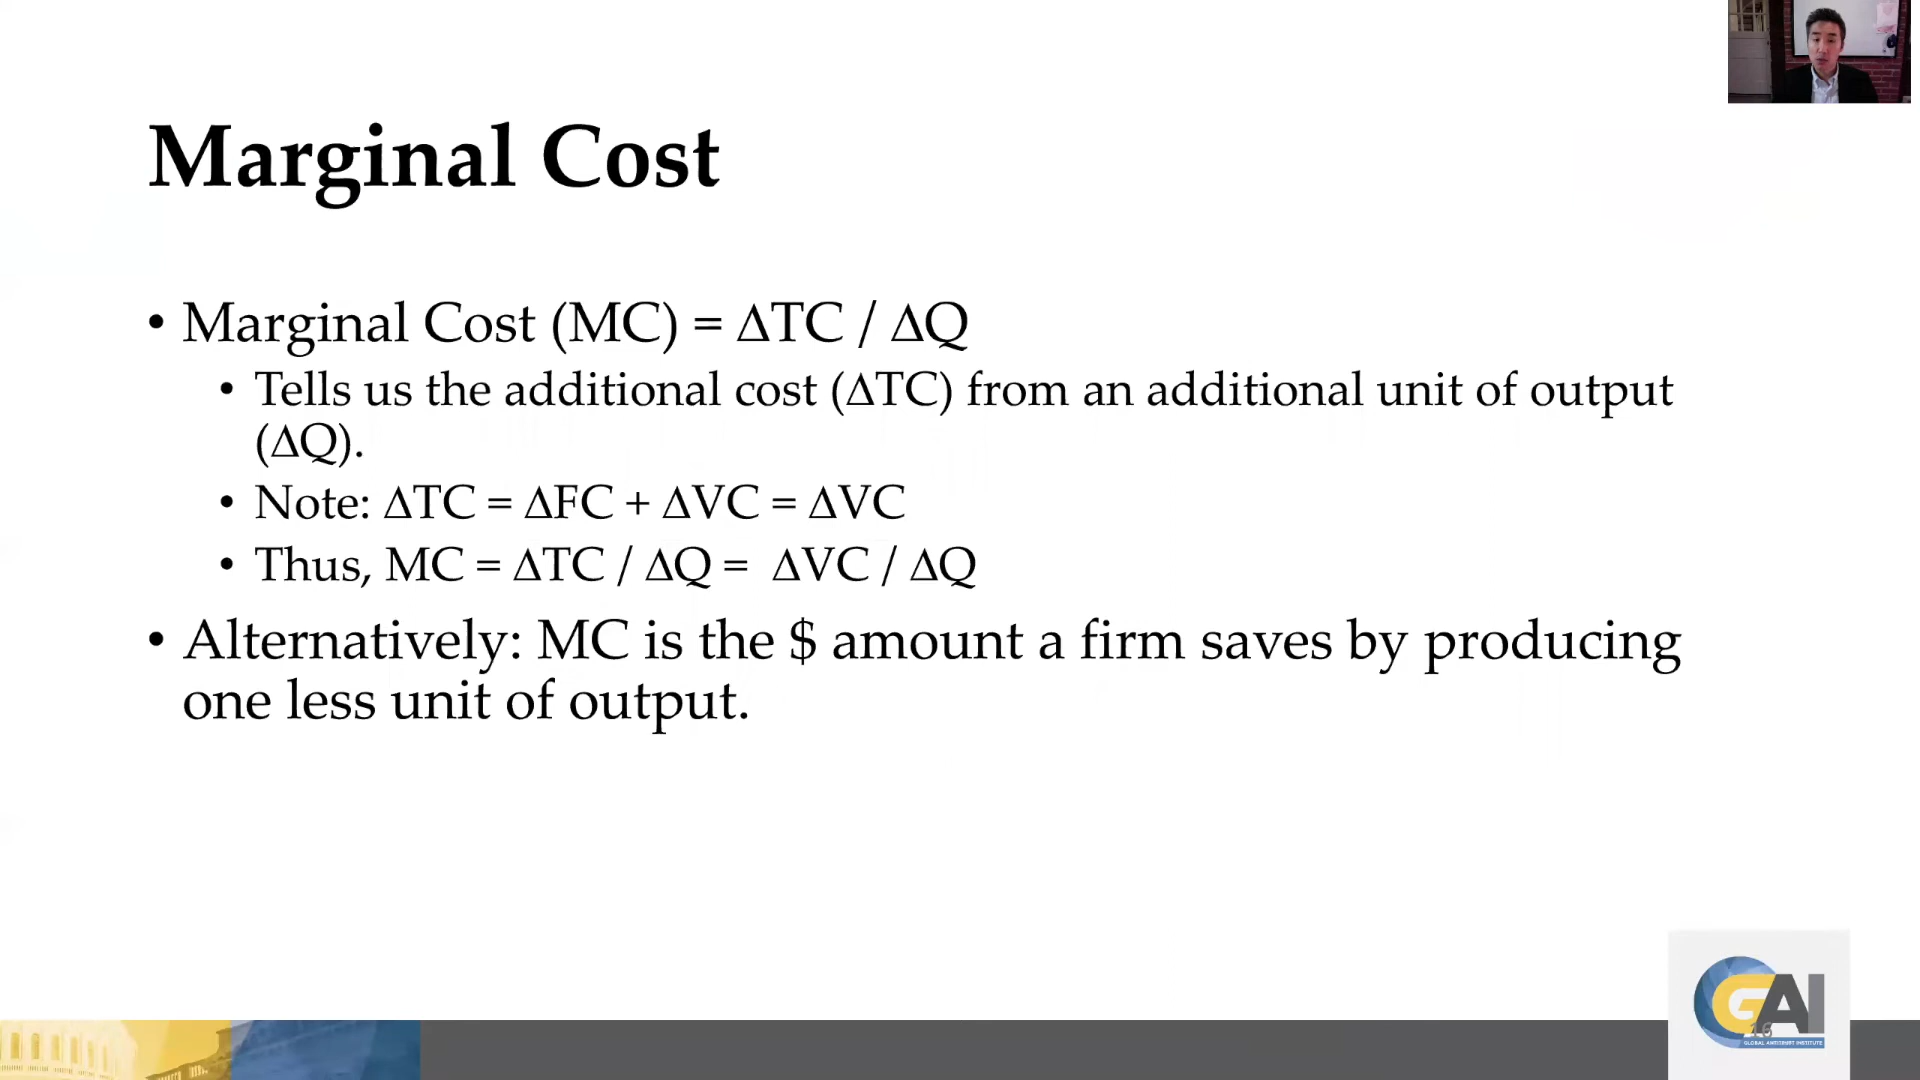 Marginal Cost
• Marginal Cost (MC) = ΔTC / ΔQ
• Tells us the additional cost (ΔTC) from an additional unit of output
(ΔQ).
• Note: ΔTC = ΔFC + ΔVC = ΔVC
• Thus, MC = ΔTC / ΔQ = ΔVC / ΔQ
• Alternatively: MC is the $ amount a firm saves by producing
one less unit of output.
GAI
16
GLOBAL ANTITRUST INSTITUTE